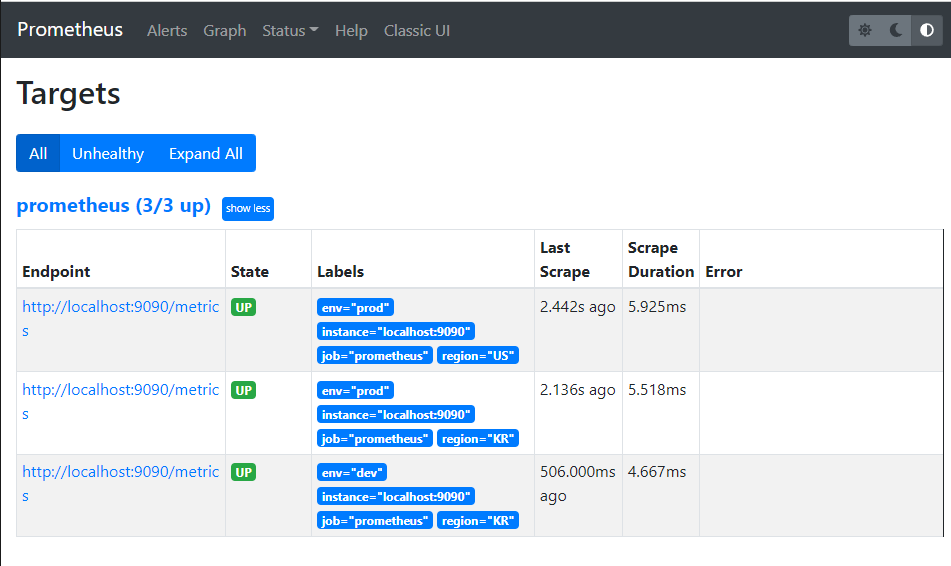 Prometheus Alerts Graph Status Help Classic UI
Targets
All Unhealthy Expand All
prometheus (3/3 up) show less
Endpoint State Labels Last Scrape Scrape Duration Error
http://localhost:9090/metrics UP env="prod" 2.442s ago 5.925ms
instance="localhost:9090"
job="prometheus" region="US"
http://localhost:9090/metrics UP env="prod" 2.136s ago 5.518ms
instance="localhost:9090"
job="prometheus" region="KR"
http://localhost:9090/metrics UP env="dev" 506.000ms ago 4.667ms
instance="localhost:9090"
job="prometheus" region="KR"